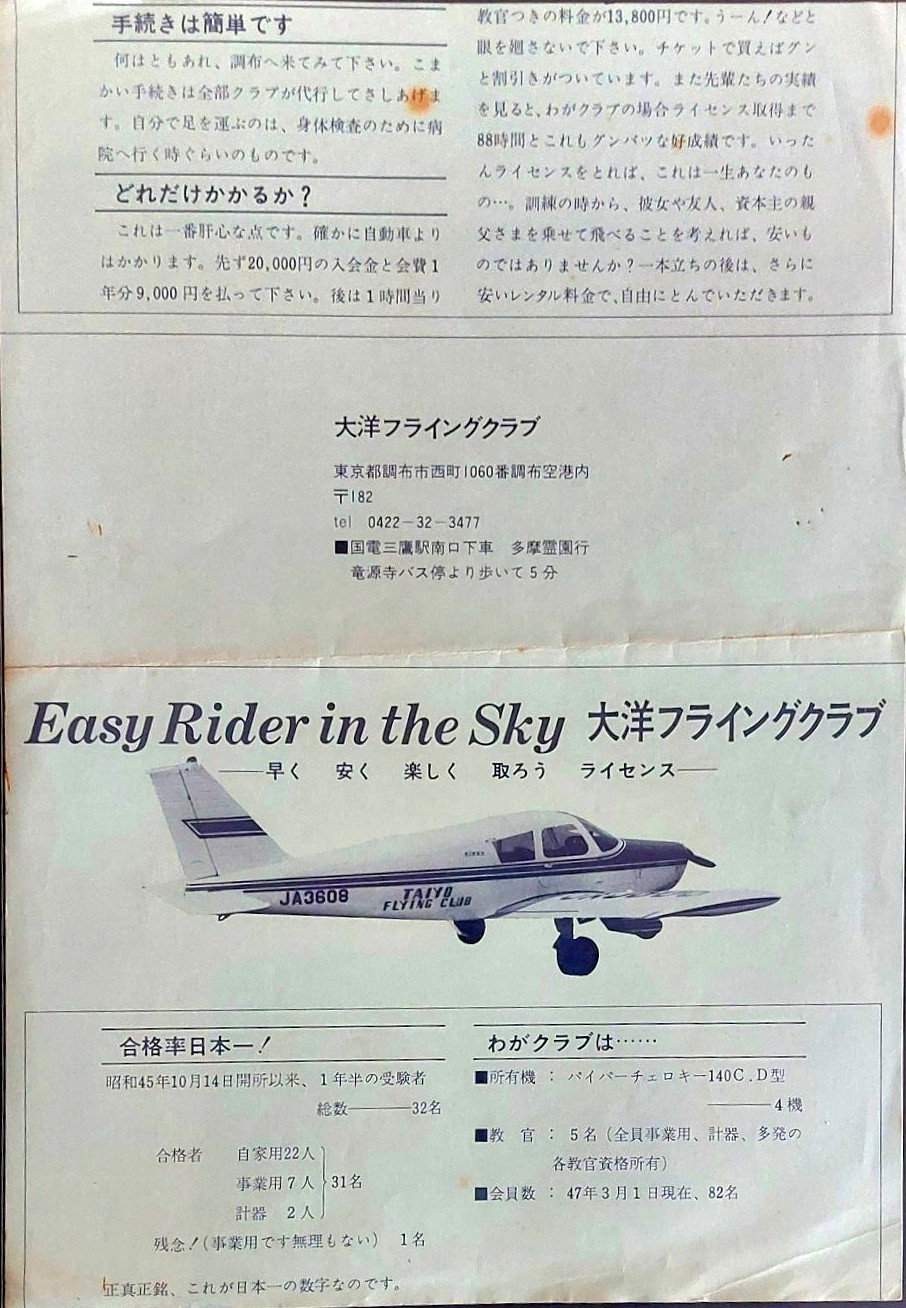 手続きは簡単です
何はともあれ、調布へ来てみて下さい。こま
かい手続きは全部クラブが代行してさしあげま
す。自分で足を運ぶのは、身体検査のために病
院へ行く時ぐらいのものです。
どれだけかかるか？
これは一番肝心な点です。確かに自動車より
はかかります。先ず20,000円の入会金と会費1
年分9,000円を払って下さい。後は1時間当り
教官つきの料金が13,800円です。うーん！などと
眼を廻さないで下さい。チケットで買えばグン
と割引きがついています。また先輩たちの実績
を見ると、わがクラブの場合ライセンス取得まで
88時間とこれもグンバツな好成績です。いった
んライセンスをとれば、これは一生あなたのも
の…。訓練の時から、彼女や友人、資本主の親
父さまを乗せて飛べることを考えれば、安いも
のではありませんか？一本立ちの後は、さらに
安いレンタル料金で、自由にとんでいただきます。
大洋フライングクラブ
東京都調布市西町1060番調布空港内
〒182
tel 0422-32-3477
■国電三鷹駅南口下車 多摩霊園行
竜源寺バス停より歩いて5分
Easy Rider in the Sky 大洋フライングクラブ
――早く 安く 楽しく 取ろう ライセンス――
JA3608
TAIYO
FLYING CLUB
合格率日本一！
昭和45年10月14日開所以来、1年半の受験者
総数――32名
合格者 自家用22人
事業用7人 31名
計器 2人
残念！（事業用です無理もない） 1名
正真正銘、これが日本一の数字なのです。
わがクラブは……
■所有機： パイパーチェロキー140C.D型
――4機
■教 官： 5名（全員事業用、計器、多発の
各教官資格所有）
■会員数： 47年3月1日現在、82名